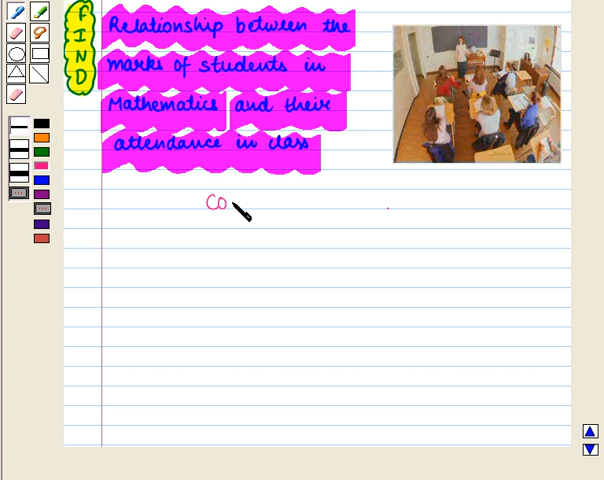 FIND
Relationship between the
marks of students in
Mathematics and their
attendance in class
CO